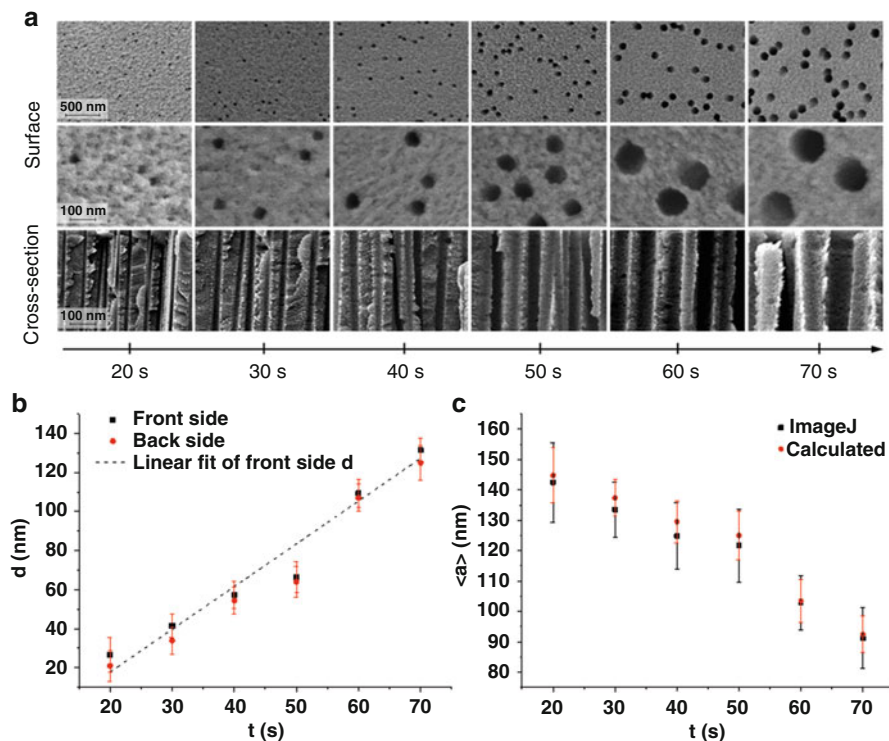 a
Surface
500 nm
100 nm
Cross-section
100 nm
20 s 30 s 40 s 50 s 60 s 70 s
b
Front side
Back side
Linear fit of front side d
d (nm)
140
120
100
80
60
40
20
20 30 40 50 60 70
t (s)
c
ImageJ
Calculated
<a> (nm)
160
150
140
130
120
110
100
90
80
20 30 40 50 60 70
t (s)